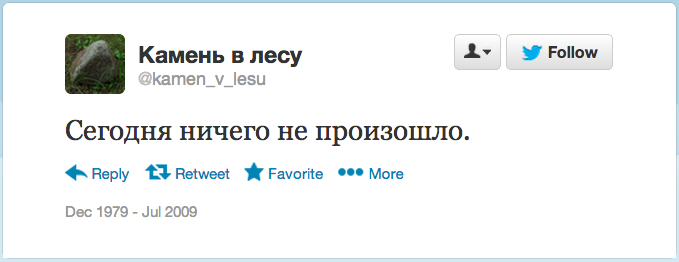 Камень в лесу
@kamen_v_lesu
Follow
Сегодня ничего не произошло.
Reply Retweet Favorite More
Dec 1979 - Jul 2009